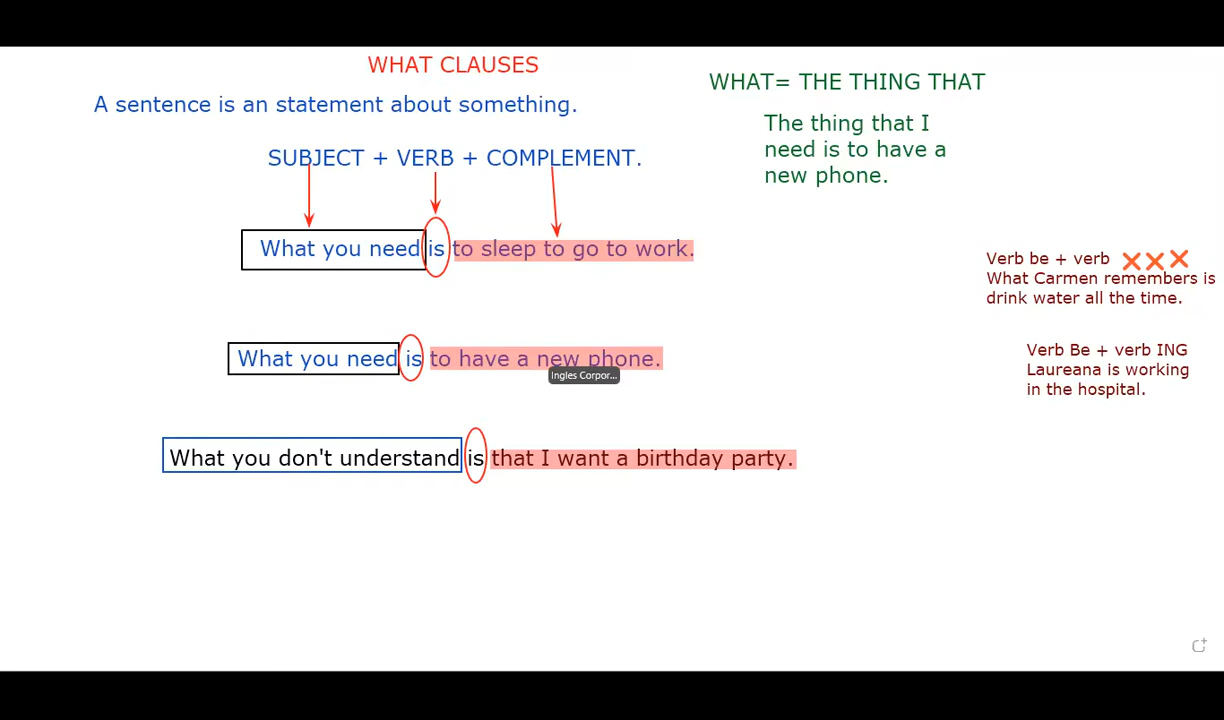 WHAT CLAUSES
A sentence is an statement about something.
SUBJECT + VERB + COMPLEMENT.
WHAT= THE THING THAT
The thing that I
need is to have a
new phone.
What you need is to sleep to go to work.
Verb be + verb
What Carmen remembers is
drink water all the time.
What you need is to have a new phone.
Ingles Corpor...
Verb Be + verb ING
Laureana is working
in the hospital.
What you don't understand is that I want a birthday party.